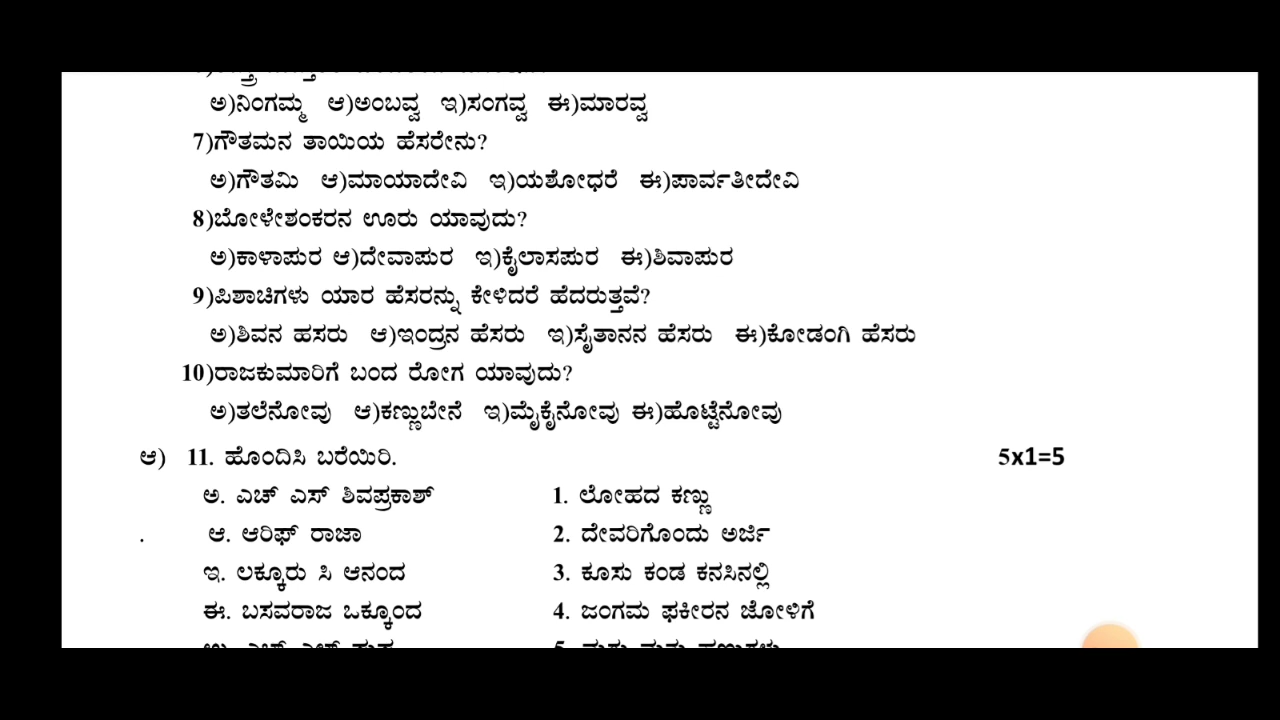 ಅ)ನಿಂಗಮ್ಮ ಆ)ಅಂಬವ್ವ ಇ)ಸಂಗವ್ವ ಈ)ಮಾರವ್ವ
7)ಗೌತಮನ ತಾಯಿಯ ಹೆಸರೇನು?
ಅ)ಗೌತಮಿ ಆ)ಮಾಯಾದೇವಿ ಇ)ಯಶೋಧರೆ ಈ)ಪಾರ್ವತೀದೇವಿ
8)ಬೋಳೇಶಂಕರನ ಊರು ಯಾವುದು?
ಅ)ಕಾಳಾಪುರ ಆ)ದೇವಾಪುರ ಇ)ಕೈಲಾಸಪುರ ಈ)ಶಿವಾಪುರ
9)ಪಿಶಾಚಿಗಳು ಯಾರ ಹೆಸರನ್ನು ಕೇಳಿದರೆ ಹೆದರುತ್ತವೆ?
ಅ)ಶಿವನ ಹಸರು ಆ)ಇಂದ್ರನ ಹೆಸರು ಇ)ಸೈತಾನನ ಹೆಸರು ಈ)ಕೋಡಂಗಿ ಹೆಸರು
10)ರಾಜಕುಮಾರಿಗೆ ಬಂದ ರೋಗ ಯಾವುದು?
ಅ)ತಲೆನೋವು ಆ)ಕಣ್ಣುಬೇನೆ ಇ)ಮೈಕೈನೋವು ಈ)ಹೊಟ್ಟೆನೋವು
ಆ) 11. ಹೊಂದಿಸಿ ಬರೆಯಿರಿ. 5x1=5
ಅ. ಎಚ್ ಎಸ್ ಶಿವಪ್ರಕಾಶ್ 1. ಲೋಹದ ಕಣ್ಣು
. ಆ. ಆರಿಫ್ ರಾಜಾ 2. ದೇವರಿಗೊಂದು ಅರ್ಜಿ
ಇ. ಲಕ್ಕೂರು ಸಿ ಆನಂದ 3. ಕೂಸು ಕಂಡ ಕನಸಿನಲ್ಲಿ
ಈ. ಬಸವರಾಜ ಒಕ್ಕೂಂದ 4. ಜಂಗಮ ಫಕೀರನ ಜೋಳಿಗೆ